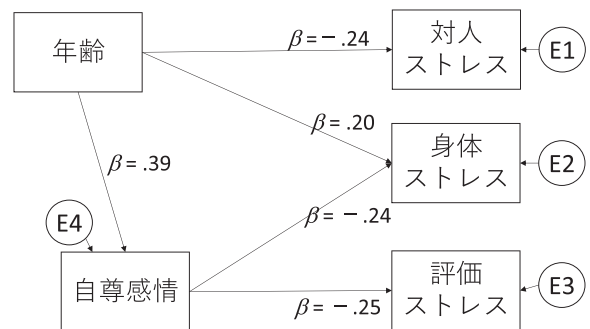 年齢
β = −.24
対人
ストレス
E1
β = .20
身体
ストレス
E2
β = .39
E4
β = −.24
自尊感情
評価
ストレス
E3
β = −.25